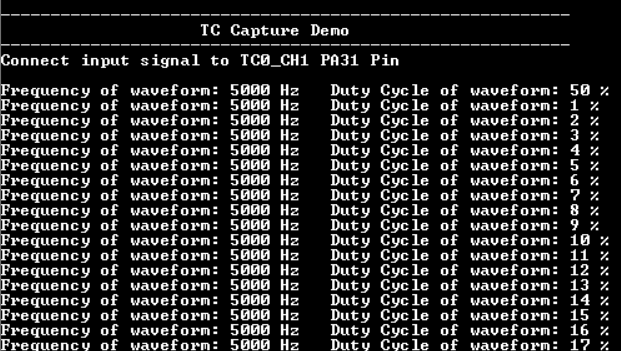 ------------------------------------------------------------
TC Capture Demo
------------------------------------------------------------
Connect input signal to TC0_CH1 PA31 Pin
Frequency of waveform: 5000 Hz   Duty Cycle of waveform: 50 %
Frequency of waveform: 5000 Hz   Duty Cycle of waveform: 1 %
Frequency of waveform: 5000 Hz   Duty Cycle of waveform: 2 %
Frequency of waveform: 5000 Hz   Duty Cycle of waveform: 3 %
Frequency of waveform: 5000 Hz   Duty Cycle of waveform: 4 %
Frequency of waveform: 5000 Hz   Duty Cycle of waveform: 5 %
Frequency of waveform: 5000 Hz   Duty Cycle of waveform: 6 %
Frequency of waveform: 5000 Hz   Duty Cycle of waveform: 7 %
Frequency of waveform: 5000 Hz   Duty Cycle of waveform: 8 %
Frequency of waveform: 5000 Hz   Duty Cycle of waveform: 9 %
Frequency of waveform: 5000 Hz   Duty Cycle of waveform: 10 %
Frequency of waveform: 5000 Hz   Duty Cycle of waveform: 11 %
Frequency of waveform: 5000 Hz   Duty Cycle of waveform: 12 %
Frequency of waveform: 5000 Hz   Duty Cycle of waveform: 13 %
Frequency of waveform: 5000 Hz   Duty Cycle of waveform: 14 %
Frequency of waveform: 5000 Hz   Duty Cycle of waveform: 15 %
Frequency of waveform: 5000 Hz   Duty Cycle of waveform: 16 %
Frequency of waveform: 5000 Hz   Duty Cycle of waveform: 17 %